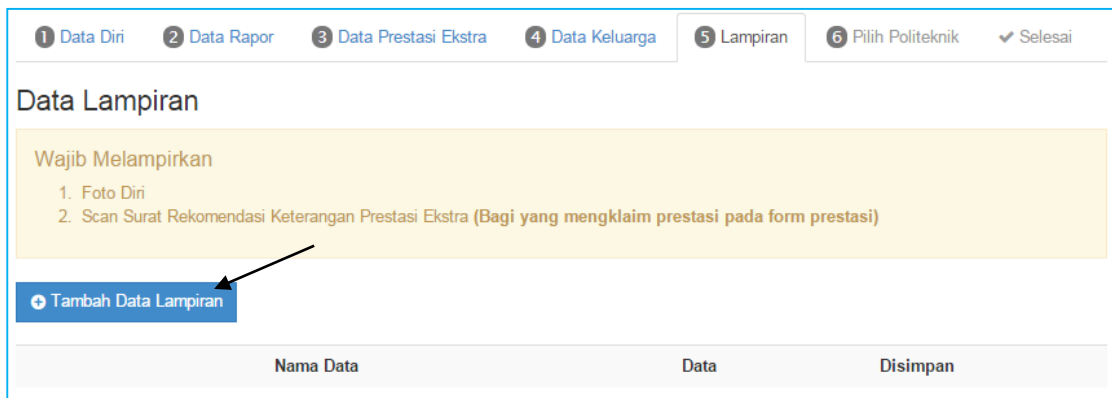 1 Data Diri 2 Data Rapor 3 Data Prestasi Ekstra 4 Data Keluarga 5 Lampiran 6 Pilih Politeknik ✔ Selesai
Data Lampiran
Wajib Melampirkan
1. Foto Diri
2. Scan Surat Rekomendasi Keterangan Prestasi Ekstra (Bagi yang mengklaim prestasi pada form prestasi)
Tambah Data Lampiran
Nama Data Data Disimpan